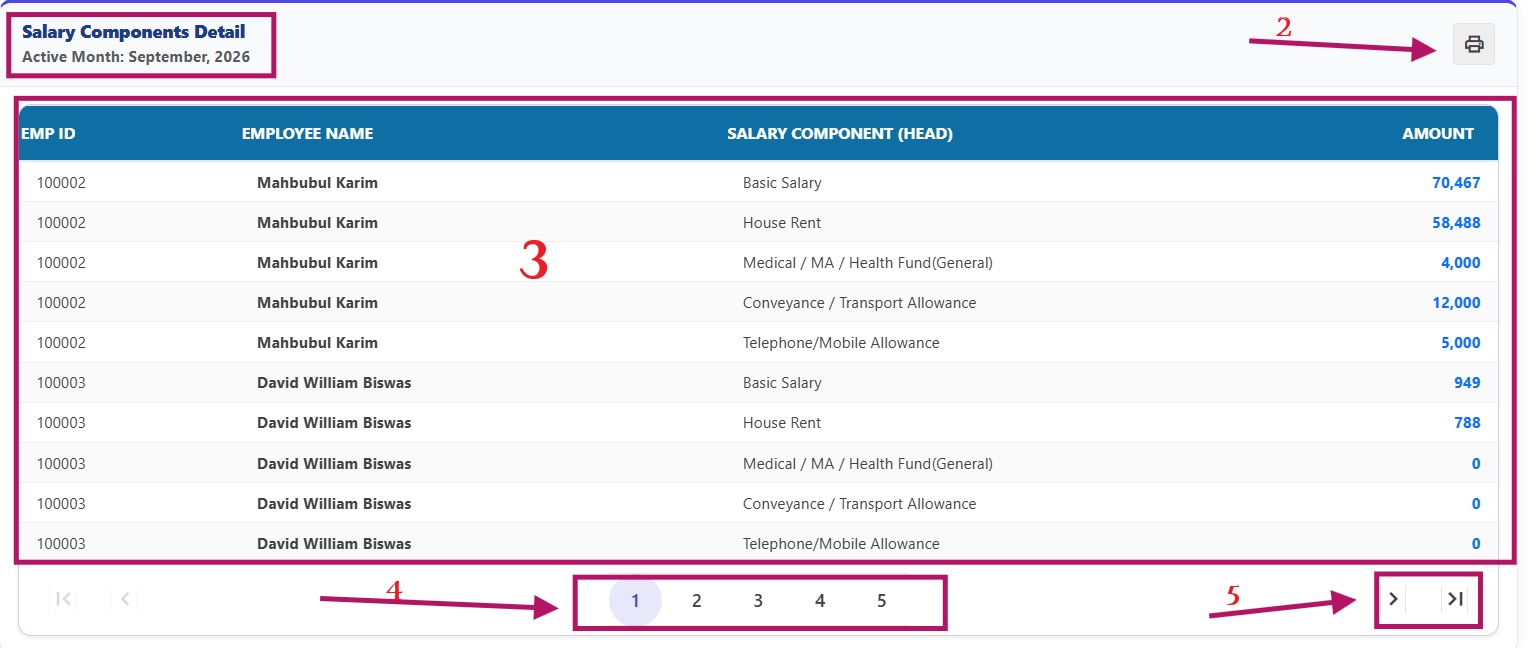 Salary Components Detail
Active Month: September, 2026
2
EMP ID EMPLOYEE NAME SALARY COMPONENT (HEAD) AMOUNT
100002 Mahbubul Karim Basic Salary 70,467
100002 Mahbubul Karim House Rent 58,488
3
100002 Mahbubul Karim Medical / MA / Health Fund(General) 4,000
100002 Mahbubul Karim Conveyance / Transport Allowance 12,000
100002 Mahbubul Karim Telephone/Mobile Allowance 5,000
100003 David William Biswas Basic Salary 949
100003 David William Biswas House Rent 788
100003 David William Biswas Medical / MA / Health Fund(General) 0
100003 David William Biswas Conveyance / Transport Allowance 0
100003 David William Biswas Telephone/Mobile Allowance 0
4
1 2 3 4 5
5